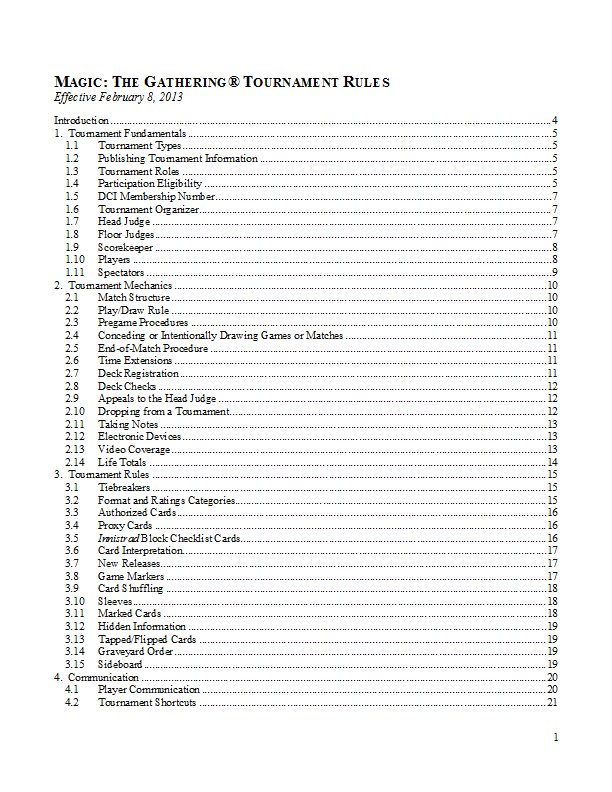 MAGIC: THE GATHERING® TOURNAMENT RULES
Effective February 8, 2013
Introduction ........ 4
1. Tournament Fundamentals ........ 5
1.1 Tournament Types ........ 5
1.2 Publishing Tournament Information ........ 5
1.3 Tournament Roles ........ 5
1.4 Participation Eligibility ........ 5
1.5 DCI Membership Number ........ 7
1.6 Tournament Organizer ........ 7
1.7 Head Judge ........ 7
1.8 Floor Judges ........ 7
1.9 Scorekeeper ........ 8
1.10 Players ........ 8
1.11 Spectators ........ 9
2. Tournament Mechanics ........ 10
2.1 Match Structure ........ 10
2.2 Play/Draw Rule ........ 10
2.3 Pregame Procedures ........ 10
2.4 Conceding or Intentionally Drawing Games or Matches ........ 11
2.5 End-of-Match Procedure ........ 11
2.6 Time Extensions ........ 11
2.7 Deck Registration ........ 11
2.8 Deck Checks ........ 12
2.9 Appeals to the Head Judge ........ 12
2.10 Dropping from a Tournament ........ 12
2.11 Taking Notes ........ 13
2.12 Electronic Devices ........ 13
2.13 Video Coverage ........ 13
2.14 Life Totals ........ 14
3. Tournament Rules ........ 15
3.1 Tiebreakers ........ 15
3.2 Format and Ratings Categories ........ 15
3.3 Authorized Cards ........ 16
3.4 Proxy Cards ........ 16
3.5 Innistrad Block Checklist Cards ........ 16
3.6 Card Interpretation ........ 17
3.7 New Releases ........ 17
3.8 Game Markers ........ 17
3.9 Card Shuffling ........ 18
3.10 Sleeves ........ 18
3.11 Marked Cards ........ 18
3.12 Hidden Information ........ 19
3.13 Tapped/Flipped Cards ........ 19
3.14 Graveyard Order ........ 19
3.15 Sideboard ........ 19
4. Communication ........ 20
4.1 Player Communication ........ 20
4.2 Tournament Shortcuts ........ 21
1